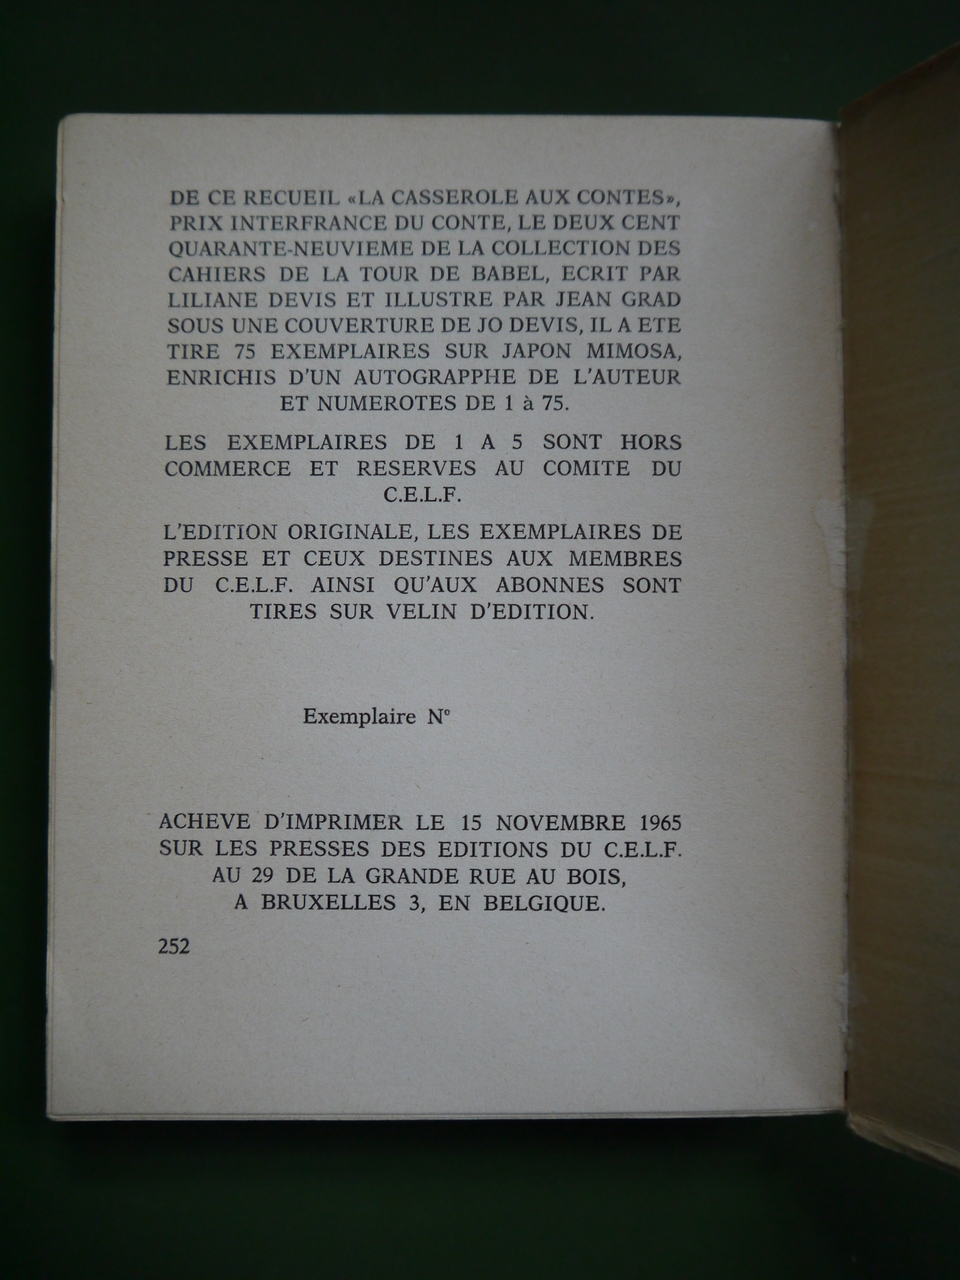 DE CE RECUEIL «LA CASSEROLE AUX CONTES»,
PRIX INTERFRANCE DU CONTE, LE DEUX CENT
QUARANTE-NEUVIEME DE LA COLLECTION DES
CAHIERS DE LA TOUR DE BABEL, ECRIT PAR
LILIANE DEVIS ET ILLUSTRE PAR JEAN GRAD
SOUS UNE COUVERTURE DE JO DEVIS, IL A ETE
TIRE 75 EXEMPLAIRES SUR JAPON MIMOSA,
ENRICHIS D'UN AUTOGRAPPHE DE L'AUTEUR
ET NUMEROTES DE 1 à 75.
LES EXEMPLAIRES DE 1 A 5 SONT HORS
COMMERCE ET RESERVES AU COMITE DU
C.E.L.F.
L'EDITION ORIGINALE, LES EXEMPLAIRES DE
PRESSE ET CEUX DESTINES AUX MEMBRES
DU C.E.L.F. AINSI QU'AUX ABONNES SONT
TIRES SUR VELIN D'EDITION.
Exemplaire N°
ACHEVE D'IMPRIMER LE 15 NOVEMBRE 1965
SUR LES PRESSES DES EDITIONS DU C.E.L.F.
AU 29 DE LA GRANDE RUE AU BOIS,
A BRUXELLES 3, EN BELGIQUE.
252